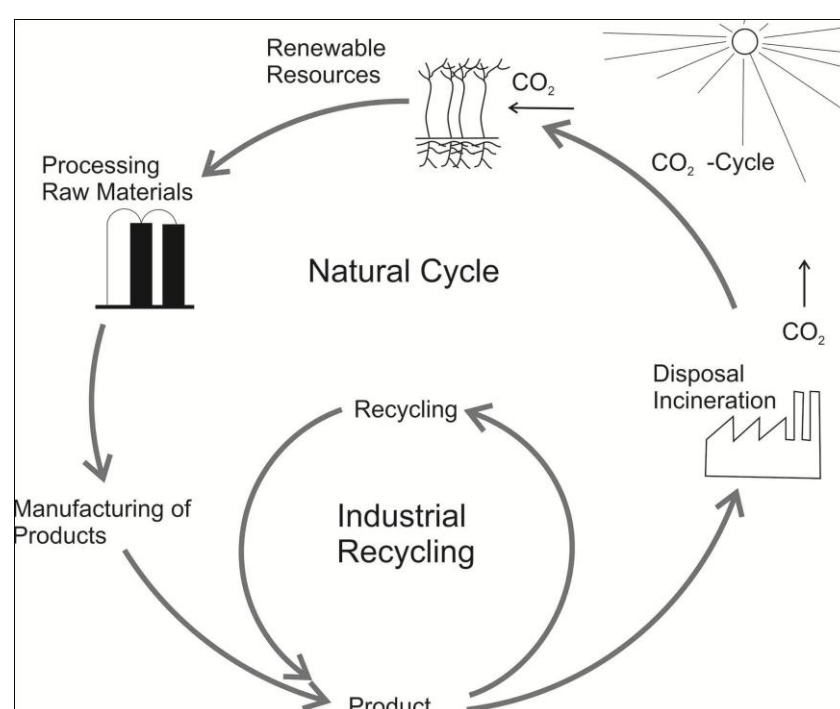 Renewable
Resources
CO₂
CO₂ -Cycle
Processing
Raw Materials
Natural Cycle
CO₂
Disposal
Incineration
Recycling
Manufacturing of
Products
Industrial
Recycling
Product